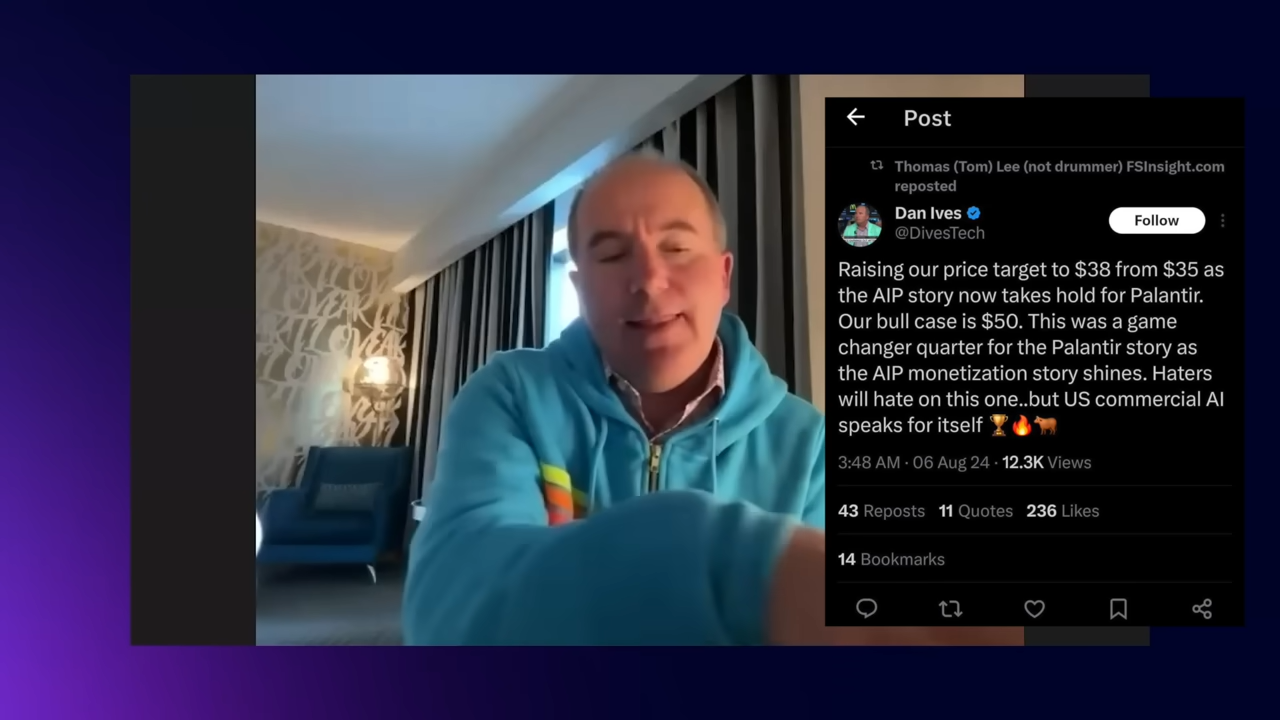 Post
Thomas (Tom) Lee (not drummer) FSInsight.com
reposted
Dan Ives
@DivesTech
Follow
Raising our price target to $38 from $35 as
the AIP story now takes hold for Palantir.
Our bull case is $50. This was a game
changer quarter for the Palantir story as
the AIP monetization story shines. Haters
will hate on this one..but US commercial AI
speaks for itself 🏆🔥🐂
3:48 AM · 06 Aug 24 · 12.3K Views
43 Reposts 11 Quotes 236 Likes
14 Bookmarks